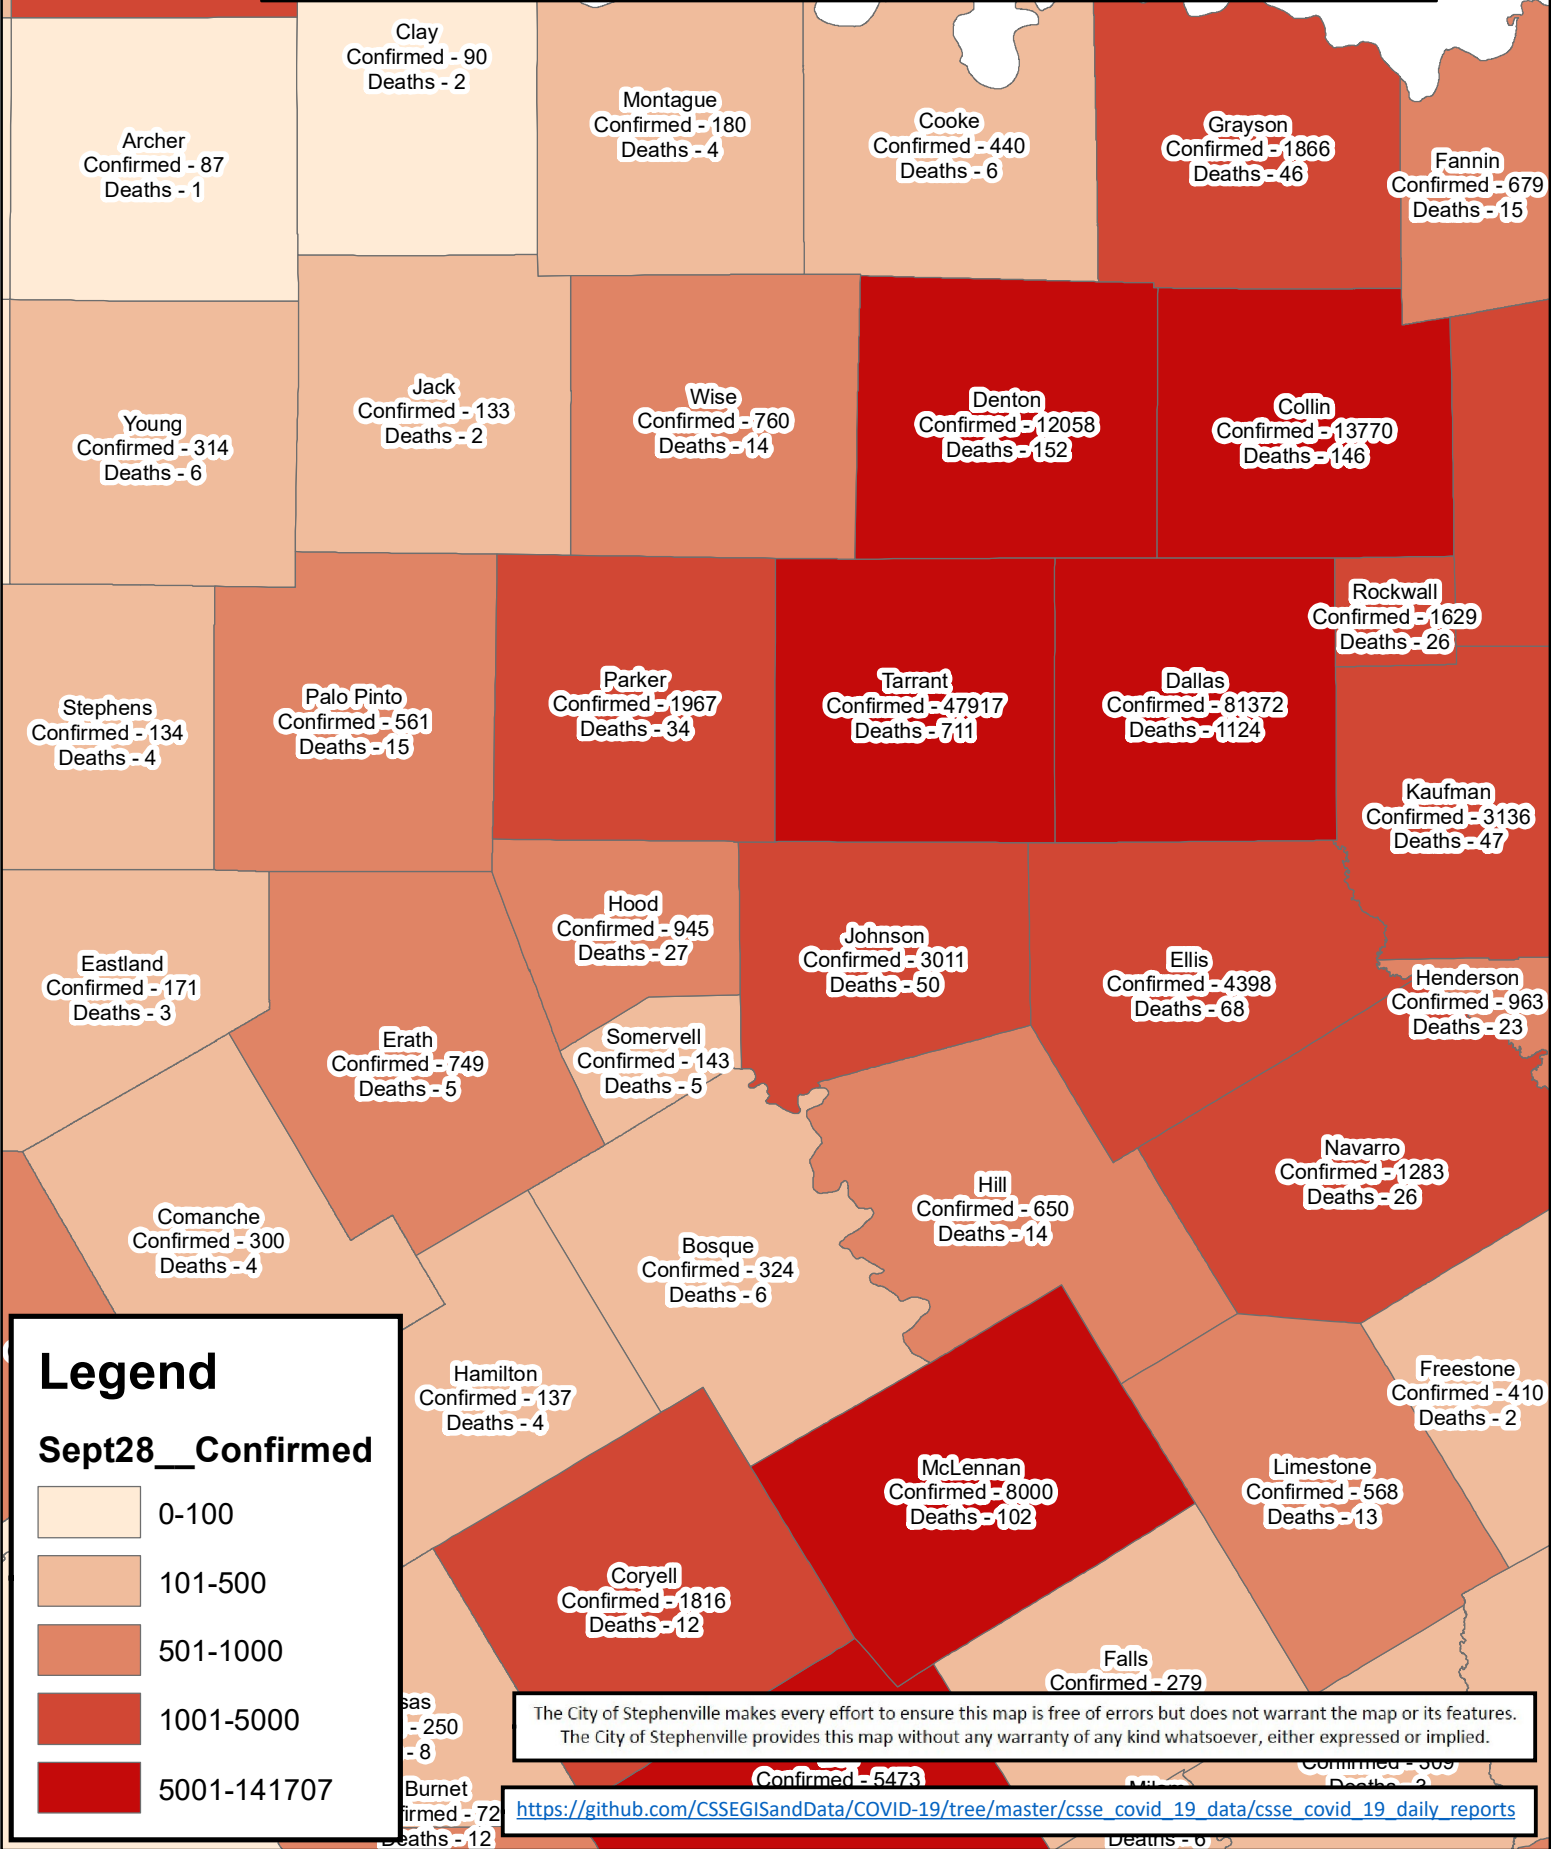 Clay
Confirmed - 90
Deaths - 2
Montague
Confirmed - 180
Deaths - 4
Cooke
Confirmed - 440
Deaths - 6
Grayson
Confirmed - 1866
Deaths - 46
Archer
Confirmed - 87
Deaths - 1
Fannin
Confirmed - 679
Deaths - 15
Young
Confirmed - 314
Deaths - 6
Jack
Confirmed - 133
Deaths - 2
Wise
Confirmed - 760
Deaths - 14
Denton
Confirmed - 12058
Deaths - 152
Collin
Confirmed - 13770
Deaths - 146
Rockwall
Confirmed - 1629
Deaths - 26
Stephens
Confirmed - 134
Deaths - 4
Palo Pinto
Confirmed - 561
Deaths - 15
Parker
Confirmed - 1967
Deaths - 34
Tarrant
Confirmed - 47917
Deaths - 711
Dallas
Confirmed - 81372
Deaths - 1124
Kaufman
Confirmed - 3136
Deaths - 47
Eastland
Confirmed - 171
Deaths - 3
Hood
Confirmed - 945
Deaths - 27
Johnson
Confirmed - 3011
Deaths - 50
Ellis
Confirmed - 4398
Deaths - 68
Henderson
Confirmed - 963
Deaths - 23
Erath
Confirmed - 749
Deaths - 5
Somervell
Confirmed - 143
Deaths - 5
Navarro
Confirmed - 1283
Deaths - 26
Comanche
Confirmed - 300
Deaths - 4
Bosque
Confirmed - 324
Deaths - 6
Hill
Confirmed - 650
Deaths - 14
Hamilton
Confirmed - 137
Deaths - 4
Freestone
Confirmed - 410
Deaths - 2
McLennan
Confirmed - 8000
Deaths - 102
Limestone
Confirmed - 568
Deaths - 13
Coryell
Confirmed - 1816
Deaths - 12
Falls
Confirmed - 279
Legend
Sept28__Confirmed
0-100
101-500
501-1000
1001-5000
5001-141707
sas
- 250
- 8
Burnet
firmed - 72
Deaths - 12
The City of Stephenville makes every effort to ensure this map is free of errors but does not warrant the map or its features.
The City of Stephenville provides this map without any warranty of any kind whatsoever, either expressed or implied.
Confirmed - 5473
Milam
Confirmed - 309
Deaths - 3
https://github.com/CSSEGISandData/COVID-19/tree/master/csse_covid_19_data/csse_covid_19_daily_reports
Deaths - 6